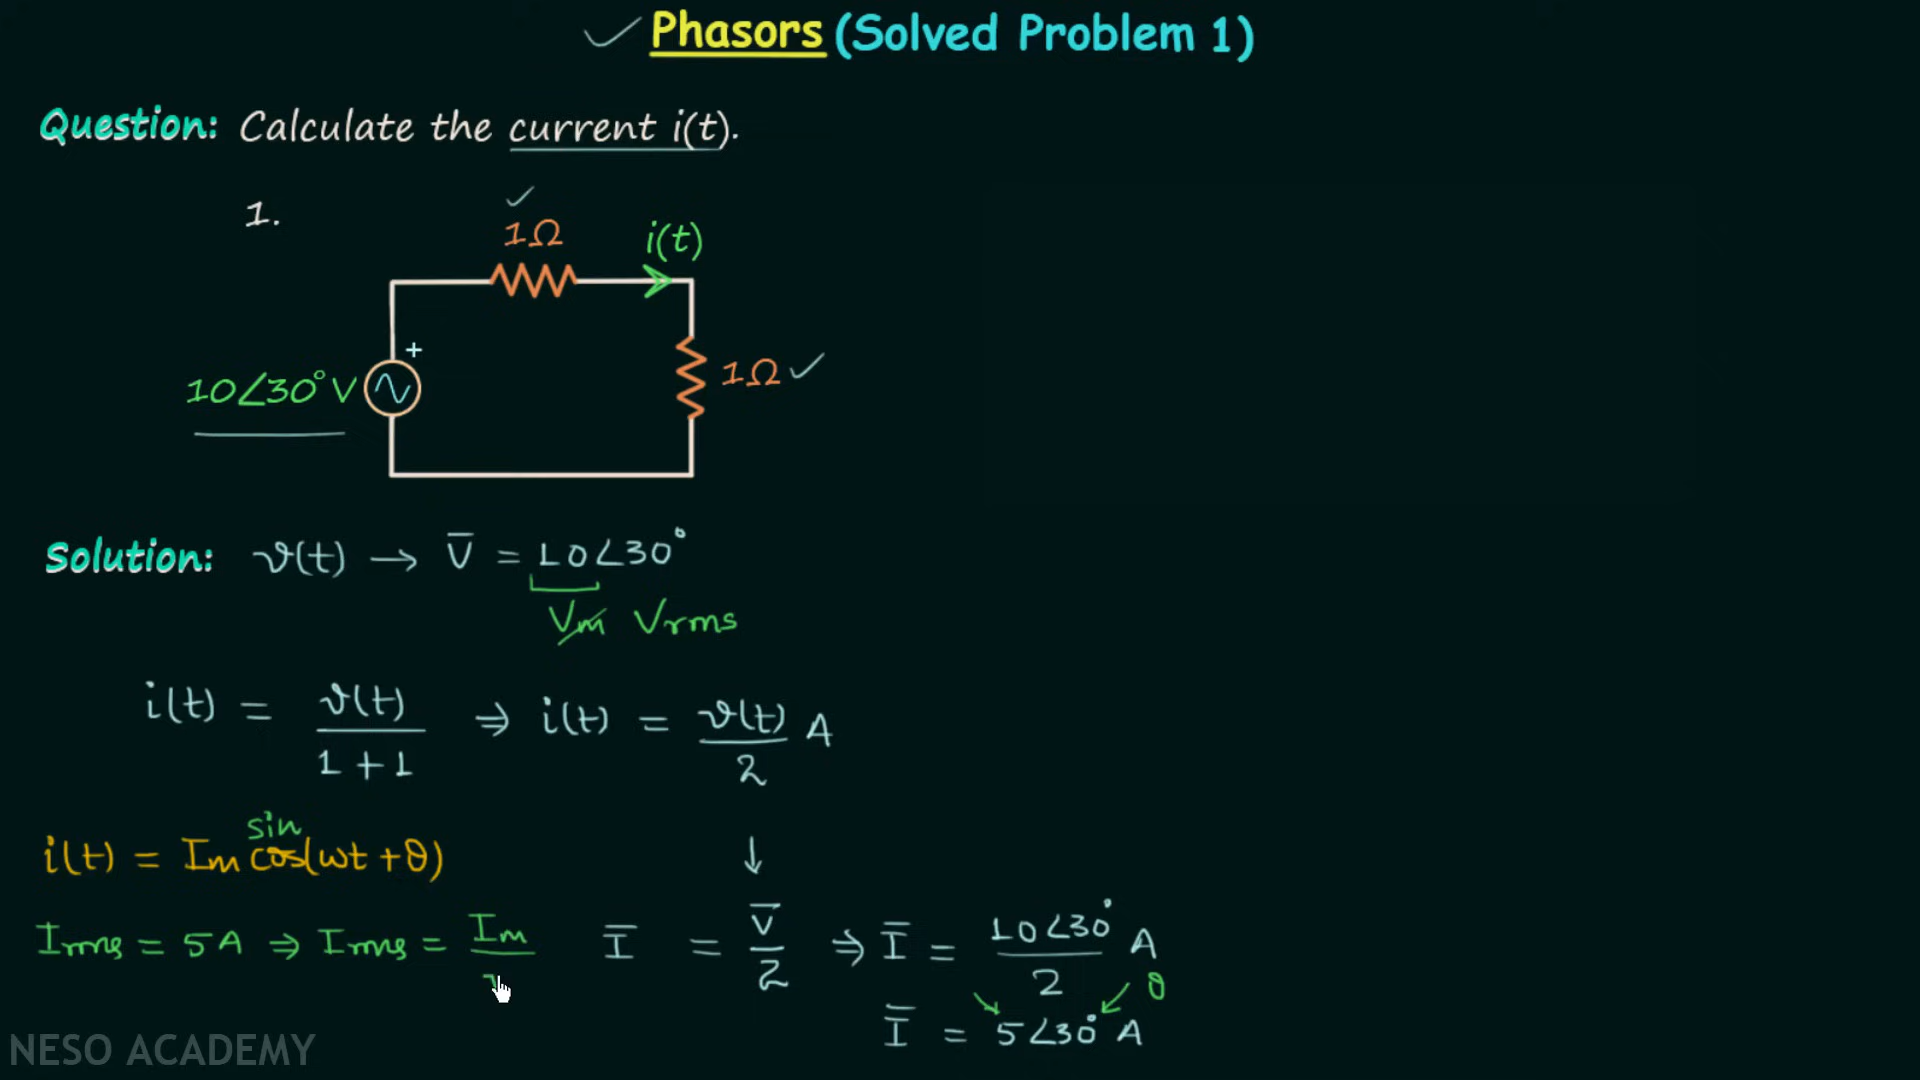 Phasors (Solved Problem 1)
Question: Calculate the current i(t).
1.
1Ω
i(t)
+
10∠30° V
1Ω
Solution: v(t) → V̅ = 10∠30°
Vm Vrms
i(t) = v(t)/(1+1) ⇒ i(t) = v(t)/2 A
sin
i(t) = Im cos(ωt + θ)
↓
Irms = 5A ⇒ Irms = Im/
I̅ = V̅/2 ⇒ I̅ = 10∠30°/2 A
θ
I̅ = 5∠30° A
NESO ACADEMY